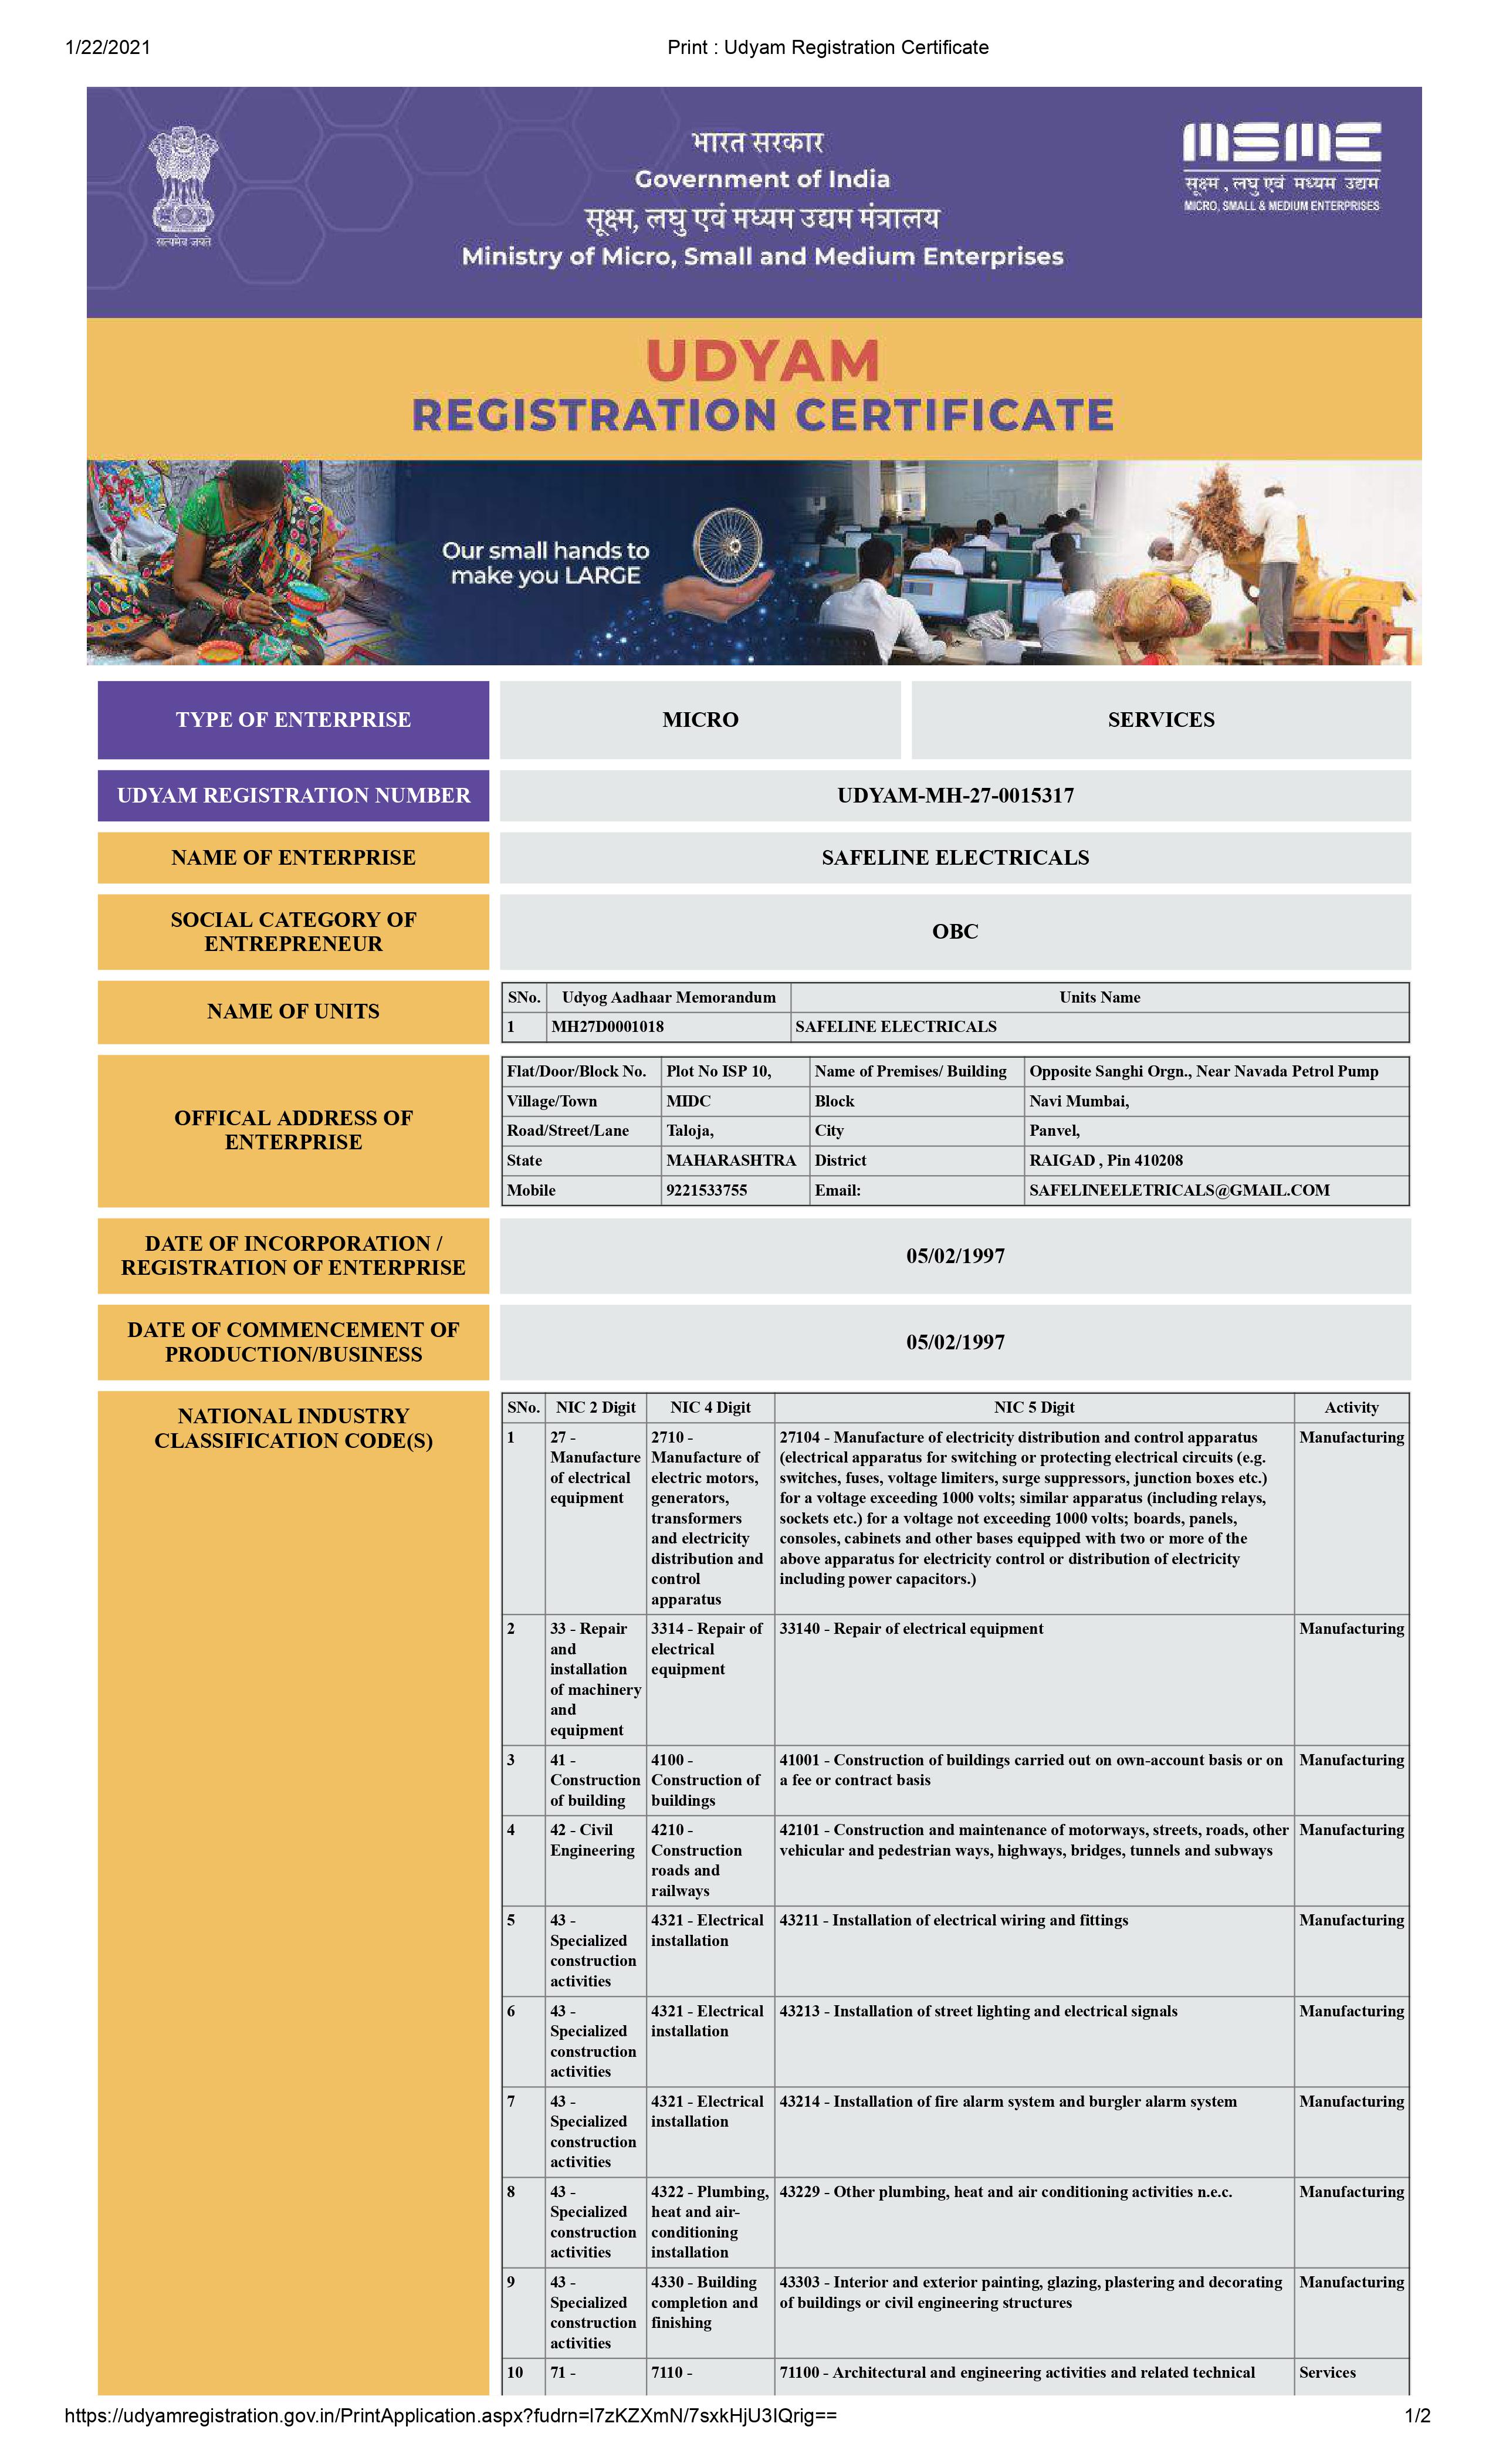 1/22/2021
Print : Udyam Registration Certificate
सत्यमेव जयते
भारत सरकार
Government of India
सूक्ष्म, लघु एवं मध्यम उद्यम मंत्रालय
Ministry of Micro, Small and Medium Enterprises
MSME
सूक्ष्म , लघु एवं मध्यम उद्यम
MICRO, SMALL & MEDIUM ENTERPRISES
UDYAM
REGISTRATION CERTIFICATE
Our small hands to
make you LARGE
TYPE OF ENTERPRISE MICRO SERVICES
UDYAM REGISTRATION NUMBER UDYAM-MH-27-0015317
NAME OF ENTERPRISE SAFELINE ELECTRICALS
SOCIAL CATEGORY OF
ENTREPRENEUR
OBC
NAME OF UNITS
SNo. Udyog Aadhaar Memorandum Units Name
1 MH27D0001018 SAFELINE ELECTRICALS
OFFICAL ADDRESS OF
ENTERPRISE
Flat/Door/Block No. Plot No ISP 10, Name of Premises/ Building Opposite Sanghi Orgn., Near Navada Petrol Pump
Village/Town MIDC Block Navi Mumbai,
Road/Street/Lane Taloja, City Panvel,
State MAHARASHTRA District RAIGAD , Pin 410208
Mobile 9221533755 Email: SAFELINEELETRICALS@GMAIL.COM
DATE OF INCORPORATION /
REGISTRATION OF ENTERPRISE
05/02/1997
DATE OF COMMENCEMENT OF
PRODUCTION/BUSINESS
05/02/1997
NATIONAL INDUSTRY
CLASSIFICATION CODE(S)
SNo. NIC 2 Digit NIC 4 Digit NIC 5 Digit Activity
1
27 -
Manufacture
of electrical
equipment
2710 -
Manufacture of
electric motors,
generators,
transformers
and electricity
distribution and
control
apparatus
27104 - Manufacture of electricity distribution and control apparatus
(electrical apparatus for switching or protecting electrical circuits (e.g.
switches, fuses, voltage limiters, surge suppressors, junction boxes etc.)
for a voltage exceeding 1000 volts; similar apparatus (including relays,
sockets etc.) for a voltage not exceeding 1000 volts; boards, panels,
consoles, cabinets and other bases equipped with two or more of the
above apparatus for electricity control or distribution of electricity
including power capacitors.)
Manufacturing
2
33 - Repair
and
installation
of machinery
and
equipment
3314 - Repair of
electrical
equipment
33140 - Repair of electrical equipment
Manufacturing
3
41 -
Construction
of building
4100 -
Construction of
buildings
41001 - Construction of buildings carried out on own-account basis or on
a fee or contract basis
Manufacturing
4
42 - Civil
Engineering
4210 -
Construction
roads and
railways
42101 - Construction and maintenance of motorways, streets, roads, other
vehicular and pedestrian ways, highways, bridges, tunnels and subways
Manufacturing
5
43 -
Specialized
construction
activities
4321 - Electrical
installation
43211 - Installation of electrical wiring and fittings
Manufacturing
6
43 -
Specialized
construction
activities
4321 - Electrical
installation
43213 - Installation of street lighting and electrical signals
Manufacturing
7
43 -
Specialized
construction
activities
4321 - Electrical
installation
43214 - Installation of fire alarm system and burgler alarm system
Manufacturing
8
43 -
Specialized
construction
activities
4322 - Plumbing,
heat and air-
conditioning
installation
43229 - Other plumbing, heat and air conditioning activities n.e.c.
Manufacturing
9
43 -
Specialized
construction
activities
4330 - Building
completion and
finishing
43303 - Interior and exterior painting, glazing, plastering and decorating
of buildings or civil engineering structures
Manufacturing
10
71 -
7110 -
71100 - Architectural and engineering activities and related technical
Services
https://udyamregistration.gov.in/PrintApplication.aspx?fudrn=l7zKZXmN/7sxkHjU3IQrig==
1/2